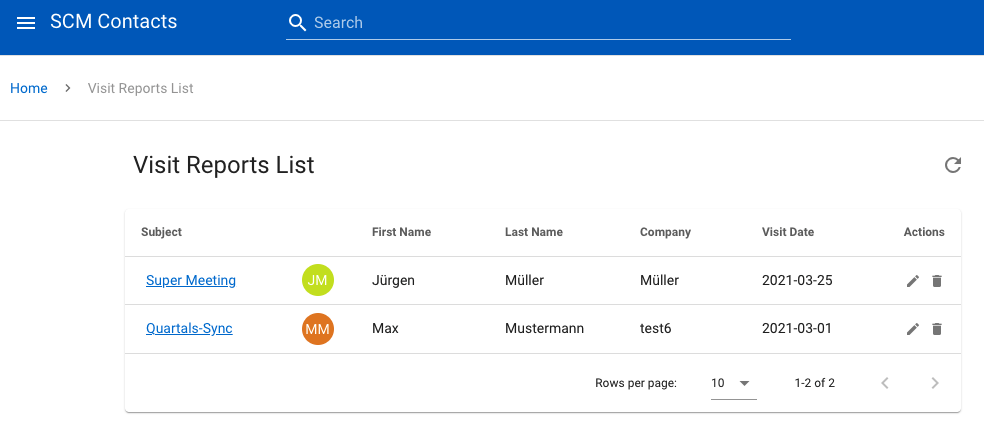 SCM Contacts Search
Home Visit Reports List
Visit Reports List
Subject First Name Last Name Company Visit Date Actions
Super Meeting JM Jürgen Müller Müller 2021-03-25
Quartals-Sync MM Max Mustermann test6 2021-03-01
Rows per page: 10 1-2 of 2